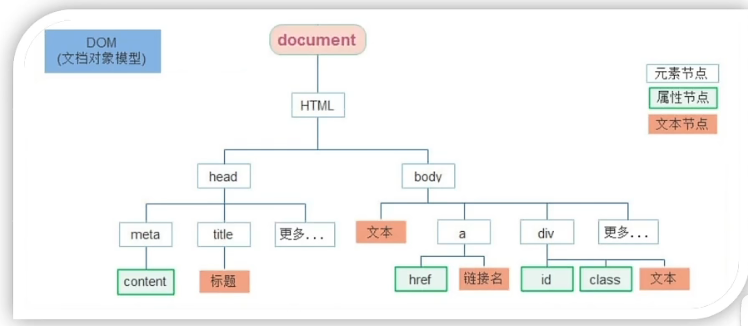 DOM
(文档对象模型)
document
元素节点
属性节点
文本节点
HTML
head
body
meta
title
更多...
文本
a
div
更多...
content
标题
href
链接名
id
class
文本